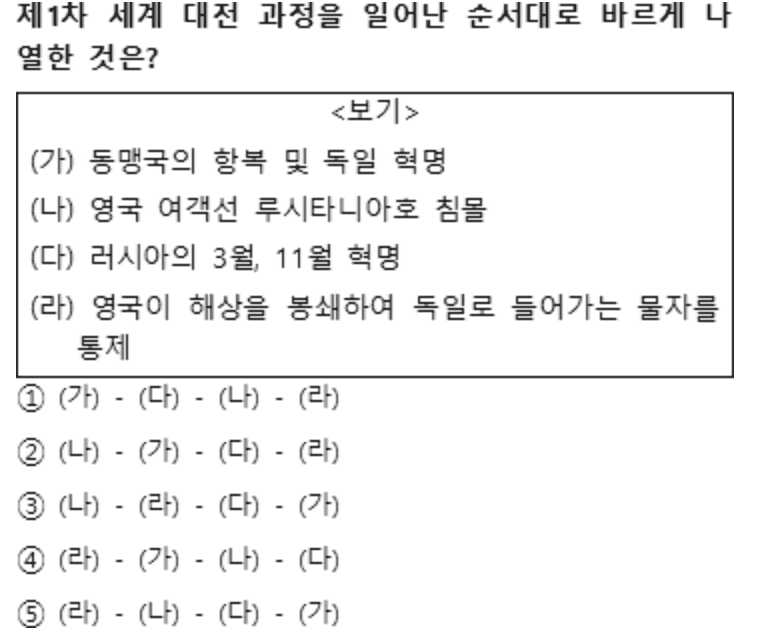 제1차 세계 대전 과정을 일어난 순서대로 바르게 나
열한 것은?
<보기>
(가) 동맹국의 항복 및 독일 혁명
(나) 영국 여객선 루시타니아호 침몰
(다) 러시아의 3월, 11월 혁명
(라) 영국이 해상을 봉쇄하여 독일로 들어가는 물자를
통제
① (가) - (다) - (나) - (라)
② (나) - (가) - (다) - (라)
③ (나) - (라) - (다) - (가)
④ (라) - (가) - (나) - (다)
⑤ (라) - (나) - (다) - (가)